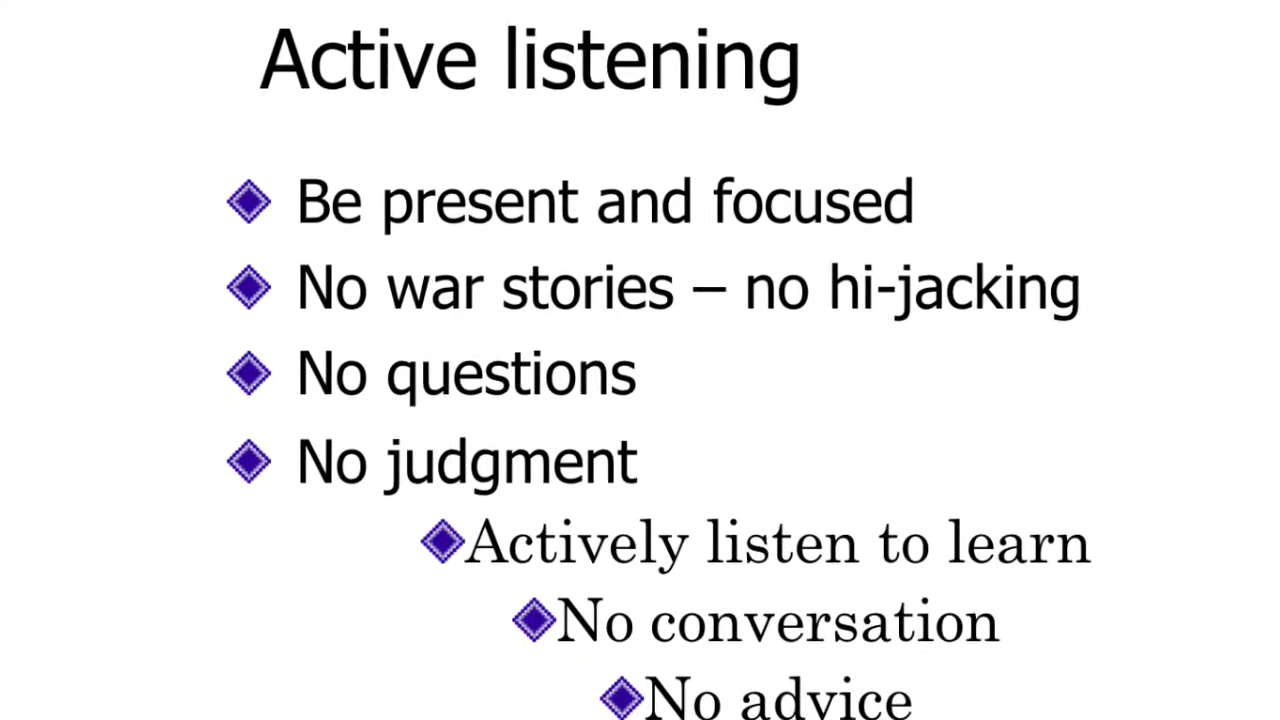 Active listening
Be present and focused
No war stories – no hi-jacking
No questions
No judgment
Actively listen to learn
No conversation
No advice